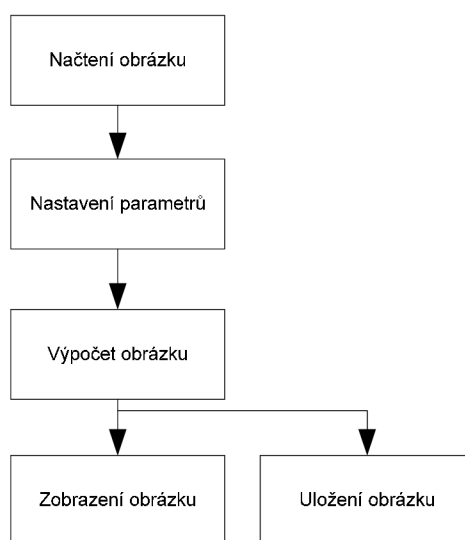 Načtení obrázku
Nastavení parametrů
Výpočet obrázku
Zobrazení obrázku
Uložení obrázku